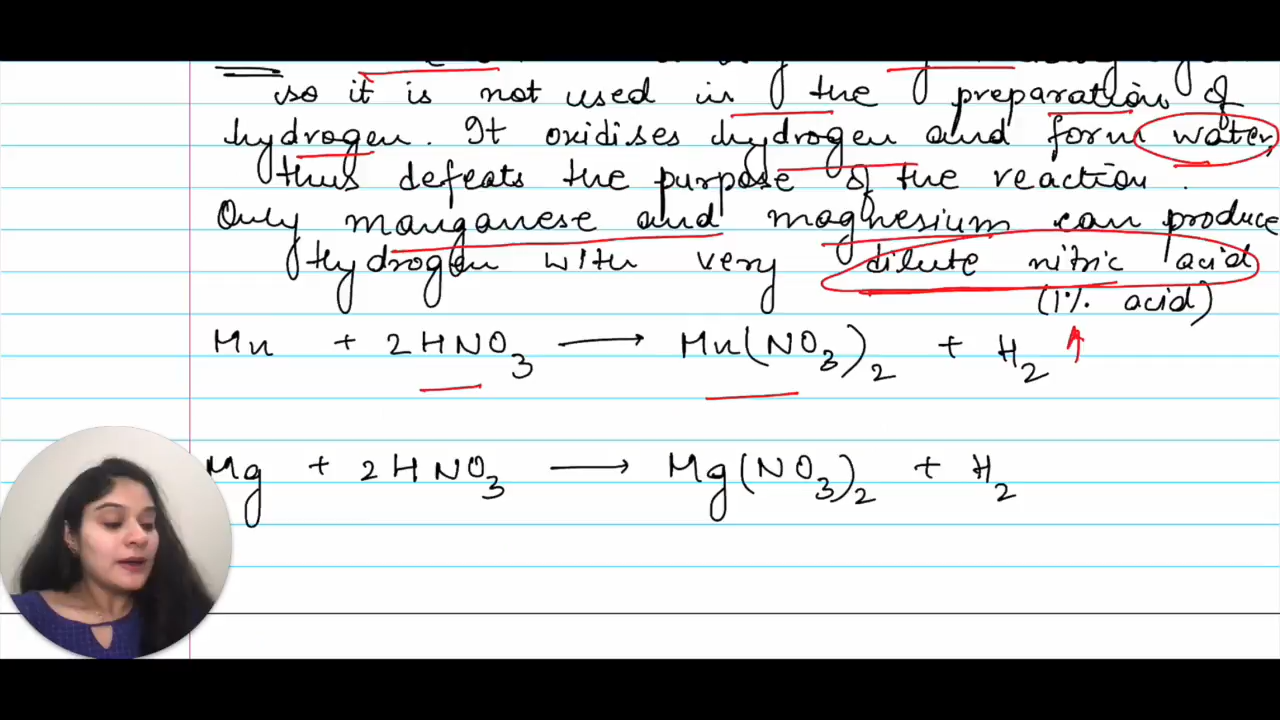 so it is not used in the preparation of
hydrogen. It oxidises hydrogen and form water,
thus defeats the purpose of the reaction.
Only manganese and magnesium can produce
Hydrogen with very dilute nitric acid
(1% acid)
Mn + 2HNO₃ → Mn(NO₃)₂ + H₂ ↑
Mg + 2HNO₃ → Mg(NO₃)₂ + H₂